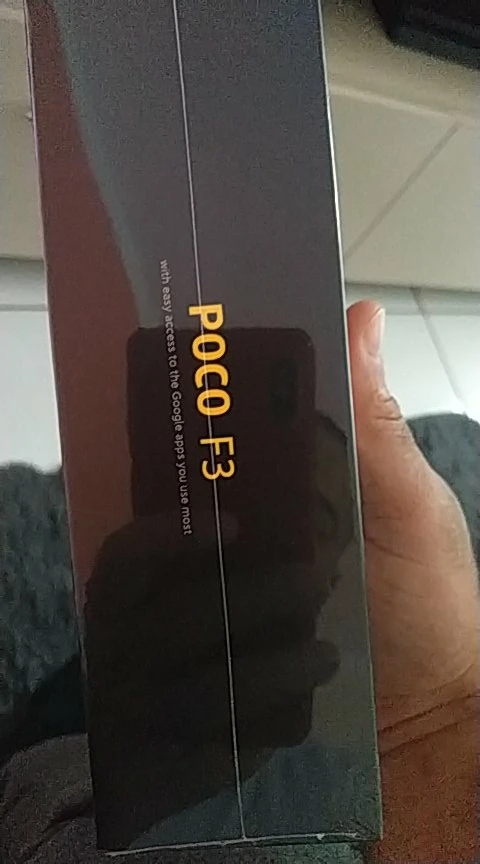 POCO F3
with easy access to the Google apps you use most